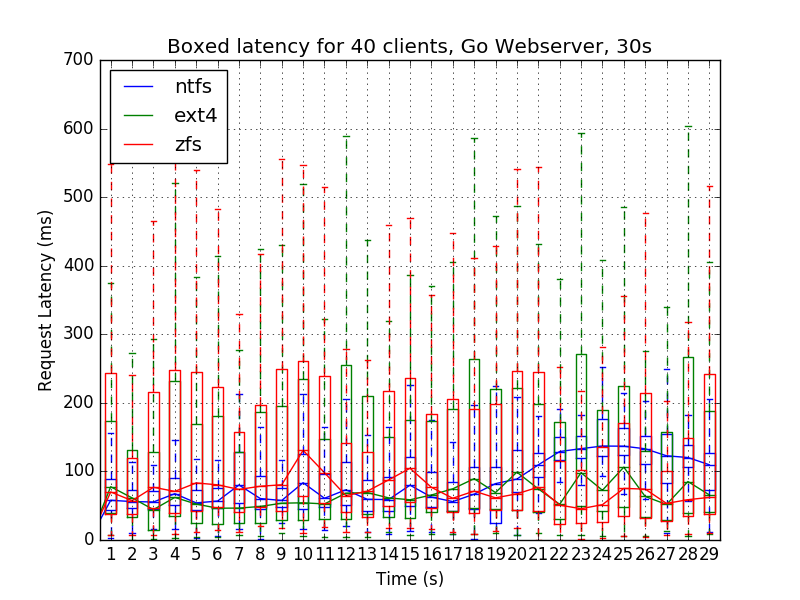 Boxed latency for 40 clients, Go Webserver, 30s
700
600
500
400
300
200
100
0
Request Latency (ms)
ntfs
ext4
zfs
1 2 3 4 5 6 7 8 9 10 11 12 13 14 15 16 17 18 19 20 21 22 23 24 25 26 27 28 29
Time (s)